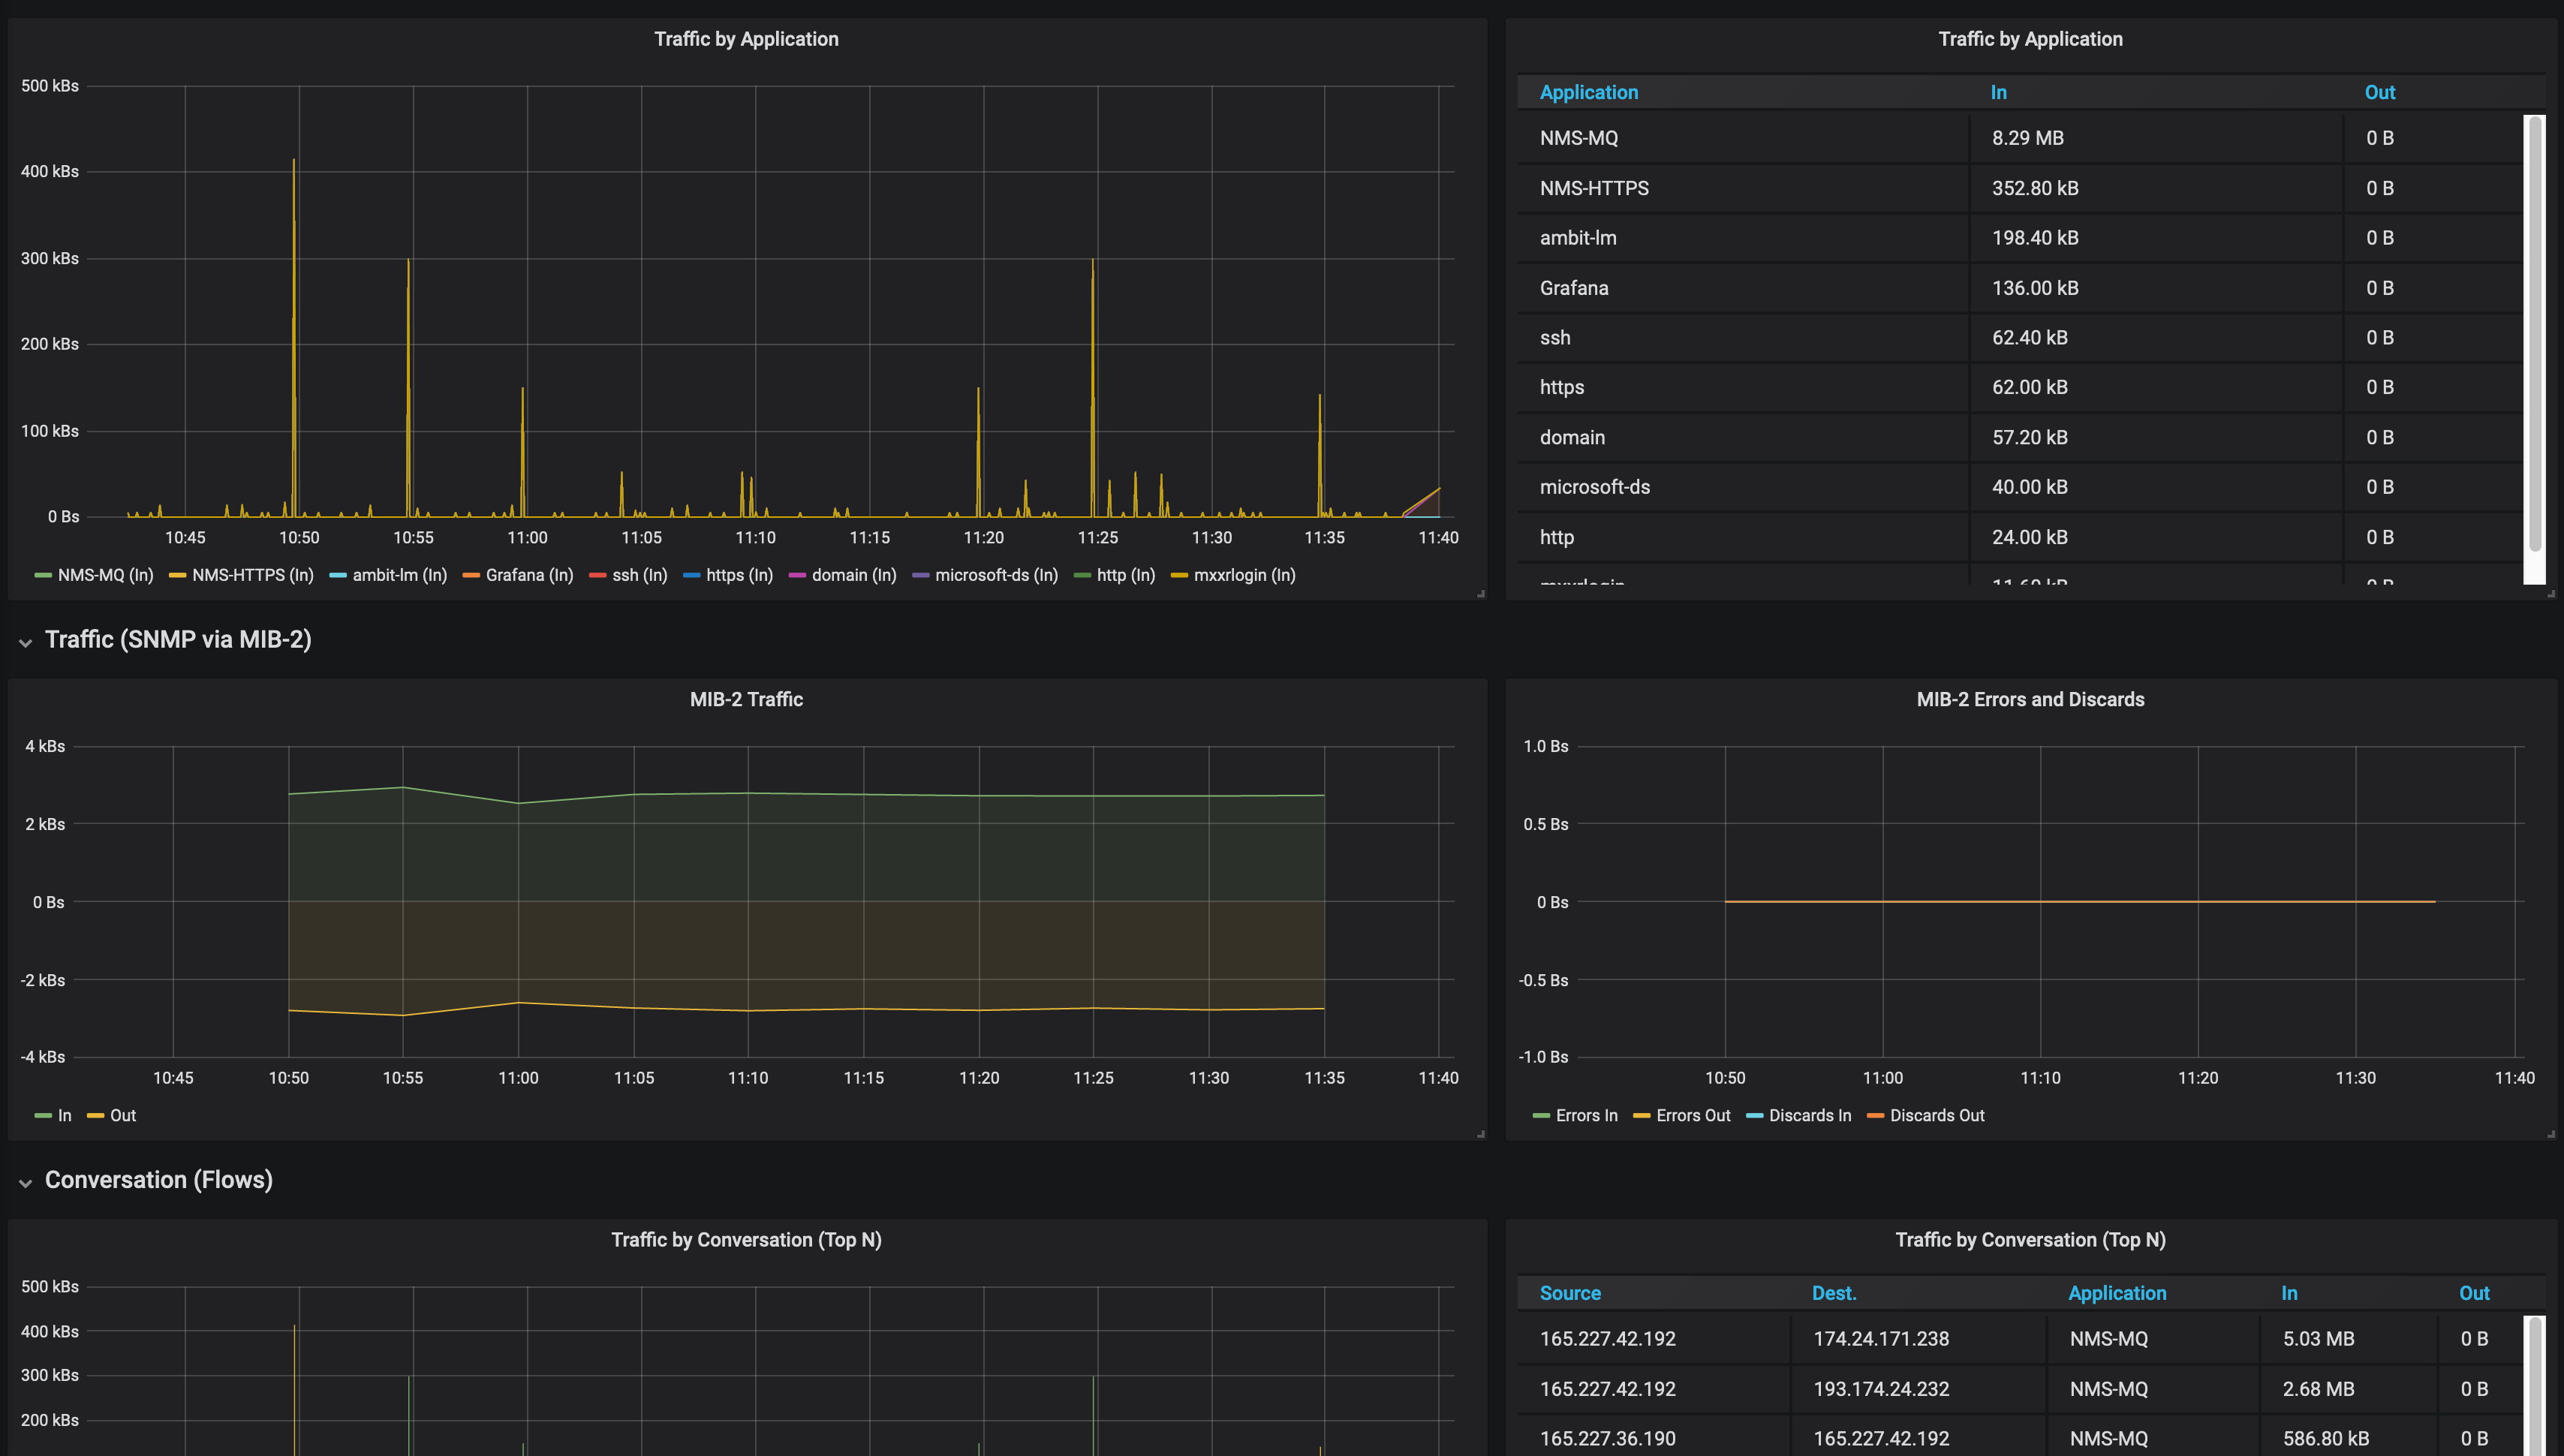 Traffic by Application
500 kBs
400 kBs
300 kBs
200 kBs
100 kBs
0 Bs
10:45 10:50 10:55 11:00 11:05 11:10 11:15 11:20 11:25 11:30 11:35 11:40
NMS-MQ (In) NMS-HTTPS (In) ambit-lm (In) Grafana (In) ssh (In) https (In) domain (In) microsoft-ds (In) http (In) mxxrlogin (In)
Traffic by Application
Application In Out
NMS-MQ 8.29 MB 0 B
NMS-HTTPS 352.80 kB 0 B
ambit-lm 198.40 kB 0 B
Grafana 136.00 kB 0 B
ssh 62.40 kB 0 B
https 62.00 kB 0 B
domain 57.20 kB 0 B
microsoft-ds 40.00 kB 0 B
http 24.00 kB 0 B
mxxrlogin 11.60 kB 0 B
Traffic (SNMP via MIB-2)
MIB-2 Traffic
4 kBs
2 kBs
0 Bs
-2 kBs
-4 kBs
10:45 10:50 10:55 11:00 11:05 11:10 11:15 11:20 11:25 11:30 11:35 11:40
In Out
MIB-2 Errors and Discards
1.0 Bs
0.5 Bs
0 Bs
-0.5 Bs
-1.0 Bs
10:50 11:00 11:10 11:20 11:30 11:40
Errors In Errors Out Discards In Discards Out
Conversation (Flows)
Traffic by Conversation (Top N)
500 kBs
400 kBs
300 kBs
200 kBs
Traffic by Conversation (Top N)
Source Dest. Application In Out
165.227.42.192 174.24.171.238 NMS-MQ 5.03 MB 0 B
165.227.42.192 193.174.24.232 NMS-MQ 2.68 MB 0 B
165.227.36.190 165.227.42.192 NMS-MQ 586.80 kB 0 B